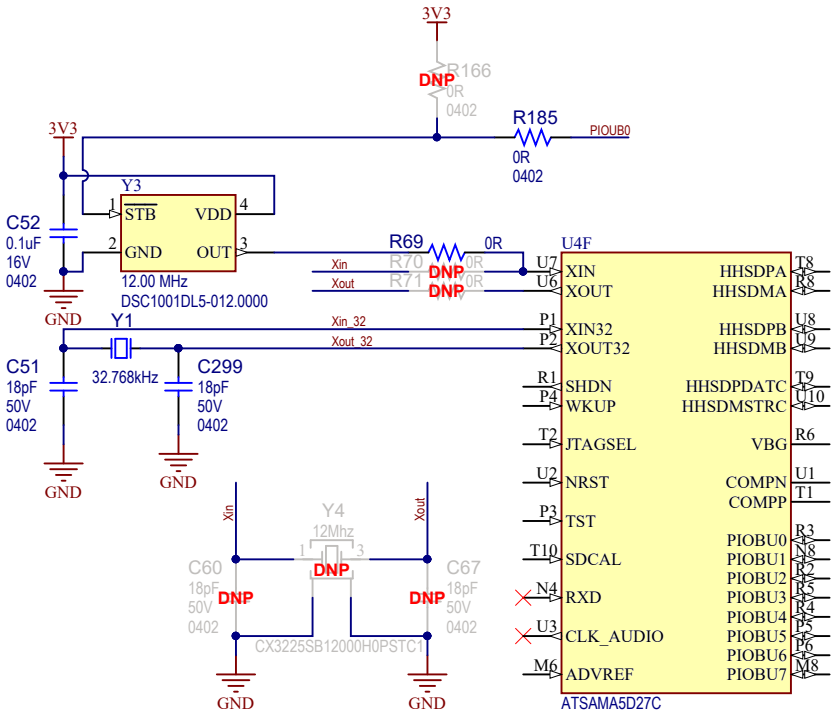 3V3
R166
DNP
0R
0402
R185
PIOUB0
0R
0402
3V3
Y3
1 STB VDD 4
2 GND OUT 3
12.00 MHz
DSC1001DL5-012.0000
C52
0.1uF
16V
0402
GND
R69 0R
Xin R70 DNP 0R
Xout R71 DNP 0R
Xin_32
Xout_32
Y1
32.768kHz
C51
18pF
50V
0402
GND
C299
18pF
50V
0402
GND
Xin
Xout
Y4
12Mhz
1 3
DNP
CX3225SB12000H0PSTC1
C60
18pF
DNP
50V
0402
GND
C67
18pF
DNP
50V
0402
GND
U4F
U7 XIN
U6 XOUT
P1 XIN32
P2 XOUT32
R1 SHDN
P4 WKUP
T2 JTAGSEL
U2 NRST
P3 TST
T10 SDCAL
N4 RXD
U3 CLK_AUDIO
M6 ADVREF
HHSDPA T8
HHSDMA R8
HHSDPB U8
HHSDMB U9
HHSDPDATC T9
HHSDMSTRC U10
VBG R6
COMPN U1
COMPP T1
PIOBU0 R3
PIOBU1 N8
PIOBU2 R2
PIOBU3 R5
PIOBU4 R4
PIOBU5 P5
PIOBU6 P6
PIOBU7 M8
ATSAMA5D27C